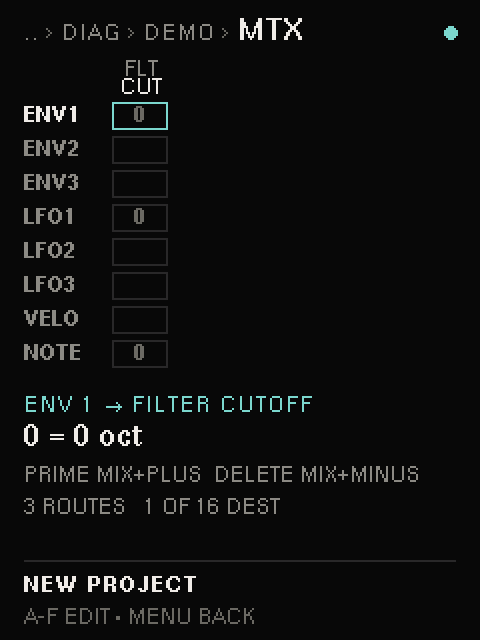 ..› DIAG › DEMO › MTX
FLT
CUT
ENV1 0
ENV2
ENV3
LFO1 0
LFO2
LFO3
VELO
NOTE 0
ENV 1 → FILTER CUTOFF
0 = 0 oct
PRIME MIX+PLUS DELETE MIX+MINUS
3 ROUTES 1 OF 16 DEST
NEW PROJECT
A-F EDIT · MENU BACK